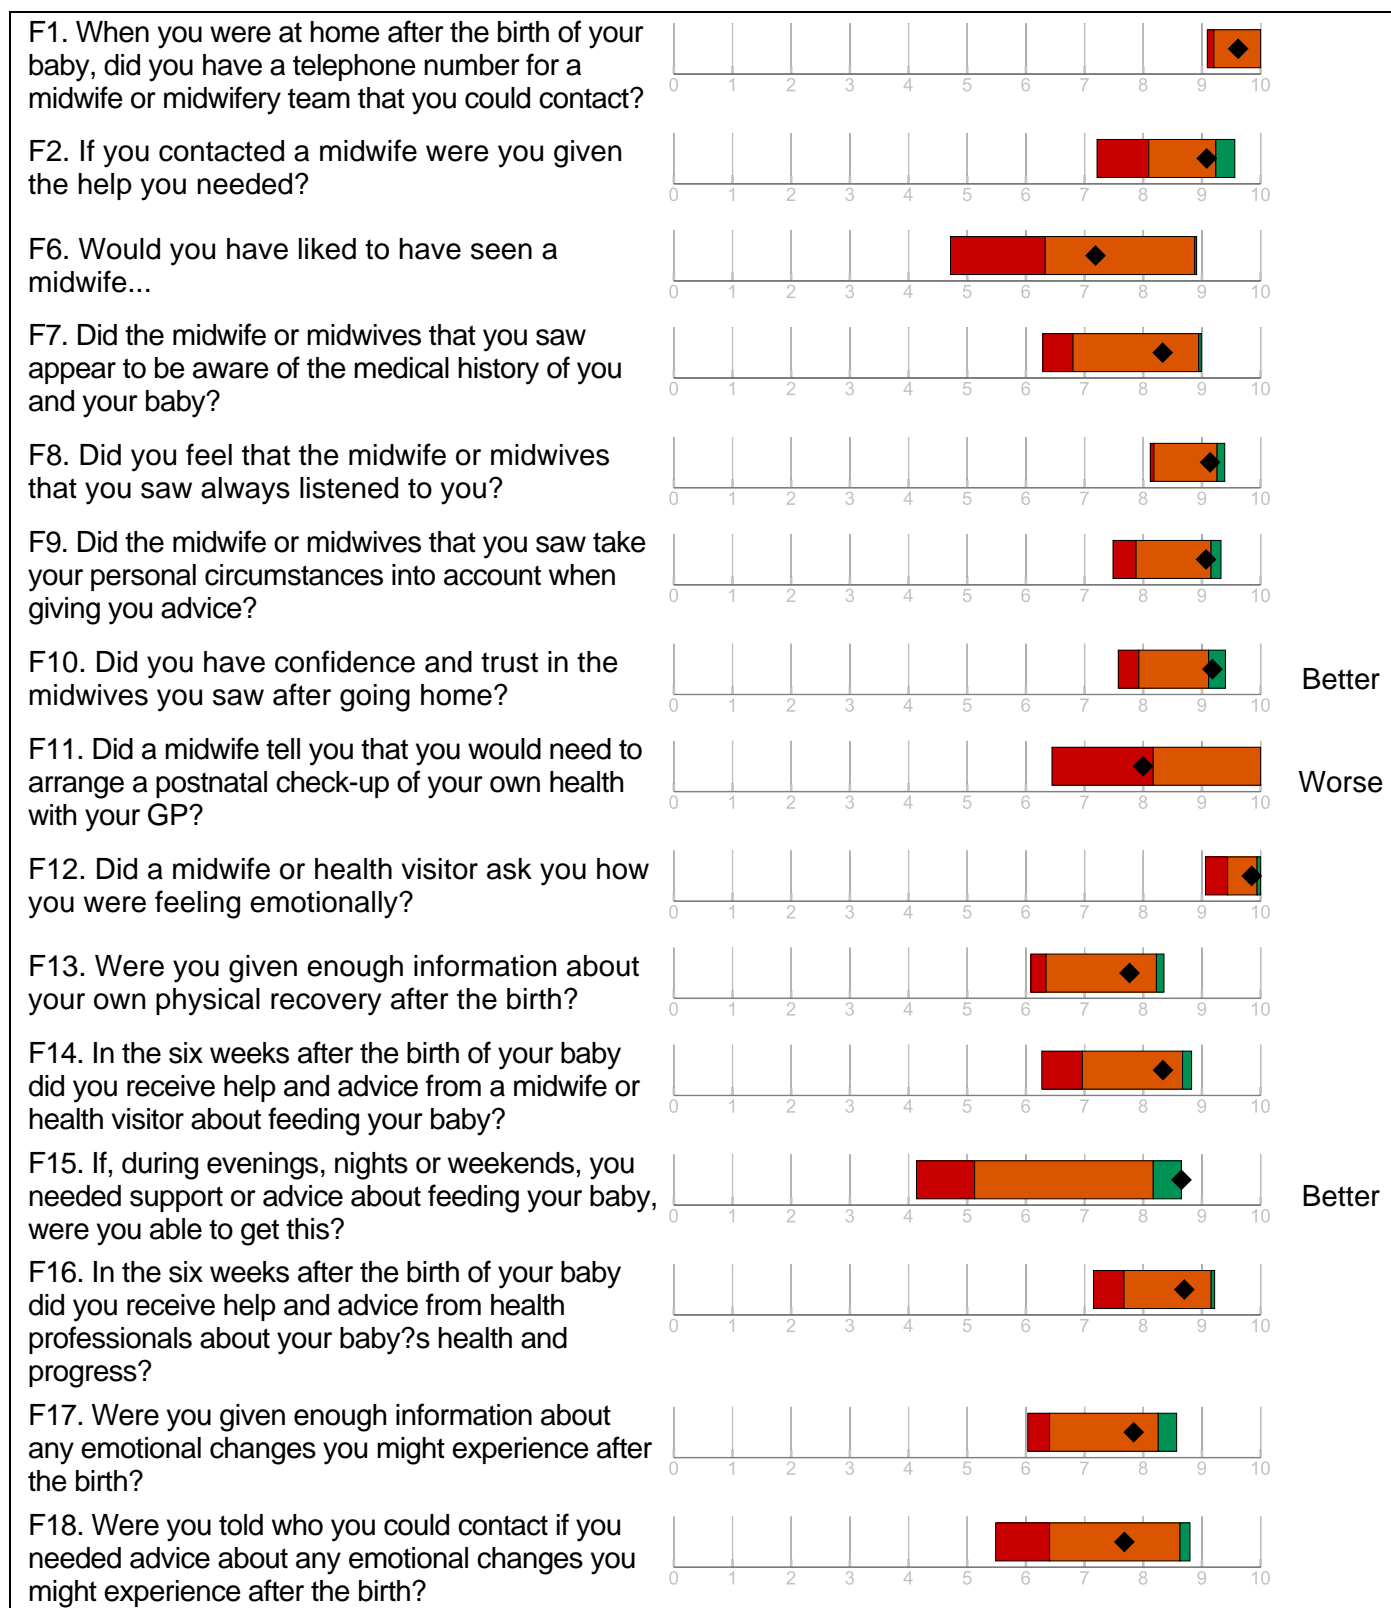 F1. When you were at home after the birth of your
baby, did you have a telephone number for a
midwife or midwifery team that you could contact?
0 1 2 3 4 5 6 7 8 9 10
F2. If you contacted a midwife were you given
the help you needed?
0 1 2 3 4 5 6 7 8 9 10
F6. Would you have liked to have seen a
midwife...
0 1 2 3 4 5 6 7 8 9 10
F7. Did the midwife or midwives that you saw
appear to be aware of the medical history of you
and your baby?
0 1 2 3 4 5 6 7 8 9 10
F8. Did you feel that the midwife or midwives
that you saw always listened to you?
0 1 2 3 4 5 6 7 8 9 10
F9. Did the midwife or midwives that you saw take
your personal circumstances into account when
giving you advice?
0 1 2 3 4 5 6 7 8 9 10
F10. Did you have confidence and trust in the
midwives you saw after going home?
0 1 2 3 4 5 6 7 8 9 10
Better
F11. Did a midwife tell you that you would need to
arrange a postnatal check-up of your own health
with your GP?
0 1 2 3 4 5 6 7 8 9 10
Worse
F12. Did a midwife or health visitor ask you how
you were feeling emotionally?
0 1 2 3 4 5 6 7 8 9 10
F13. Were you given enough information about
your own physical recovery after the birth?
0 1 2 3 4 5 6 7 8 9 10
F14. In the six weeks after the birth of your baby
did you receive help and advice from a midwife or
health visitor about feeding your baby?
0 1 2 3 4 5 6 7 8 9 10
F15. If, during evenings, nights or weekends, you
needed support or advice about feeding your baby,
were you able to get this?
0 1 2 3 4 5 6 7 8 9 10
Better
F16. In the six weeks after the birth of your baby
did you receive help and advice from health
professionals about your baby?s health and
progress?
0 1 2 3 4 5 6 7 8 9 10
F17. Were you given enough information about
any emotional changes you might experience after
the birth?
0 1 2 3 4 5 6 7 8 9 10
F18. Were you told who you could contact if you
needed advice about any emotional changes you
might experience after the birth?
0 1 2 3 4 5 6 7 8 9 10